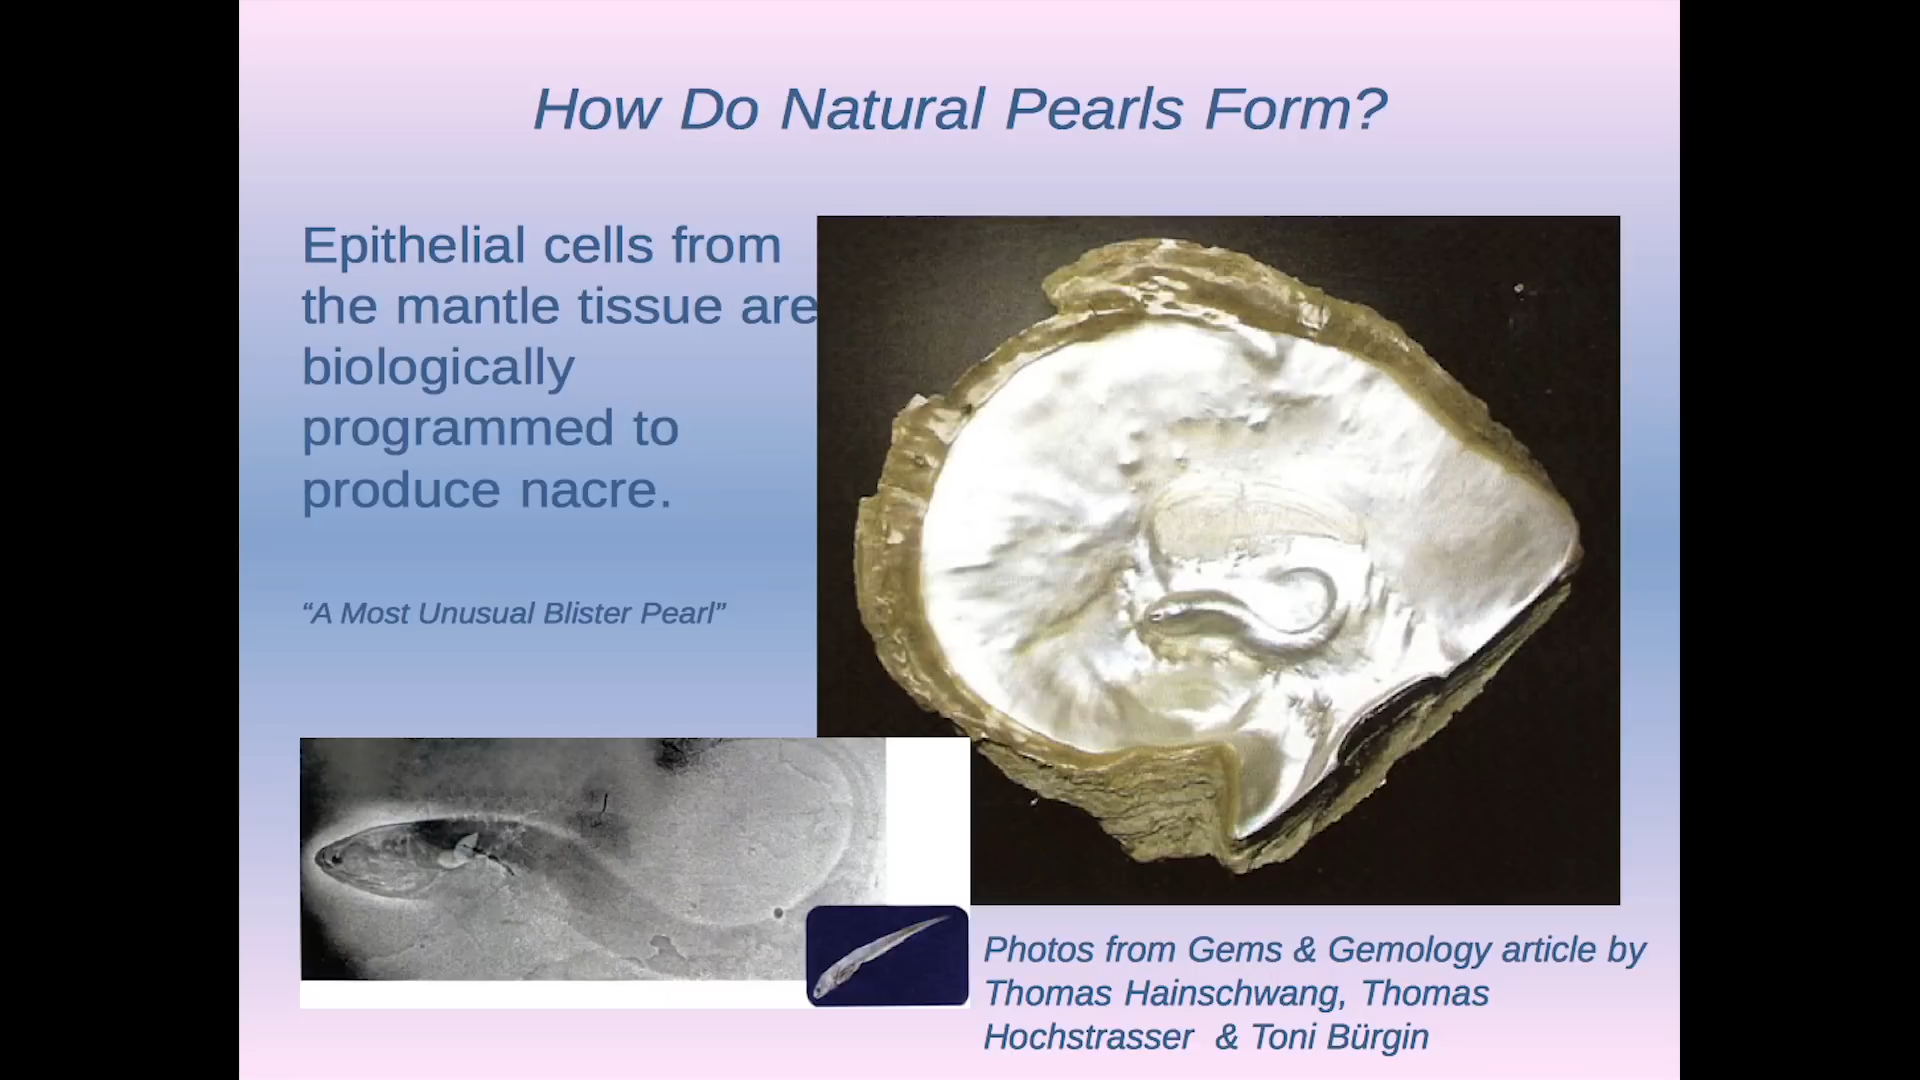 How Do Natural Pearls Form?
Epithelial cells from
the mantle tissue are
biologically
programmed to
produce nacre.
“A Most Unusual Blister Pearl”
Photos from Gems & Gemology article by
Thomas Hainschwang, Thomas
Hochstrasser & Toni Bürgin